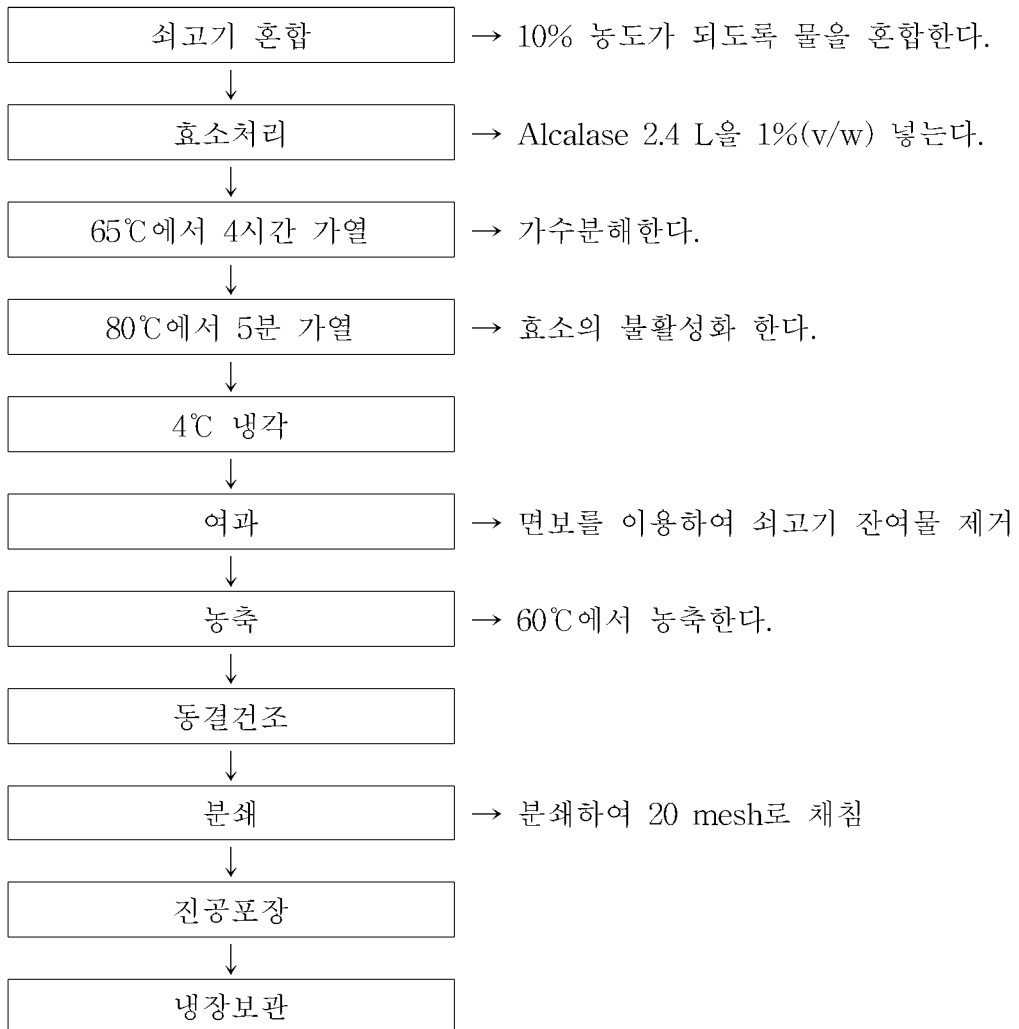 쇠고기 혼합 → 10% 농도가 되도록 물을 혼합한다.
↓
효소처리 → Alcalase 2.4 L을 1%(v/w) 넣는다.
↓
65℃에서 4시간 가열 → 가수분해한다.
↓
80℃에서 5분 가열 → 효소의 불활성화 한다.
↓
4℃ 냉각
↓
여과 → 면보를 이용하여 쇠고기 잔여물 제거
↓
농축 → 60℃에서 농축한다.
↓
동결건조
↓
분쇄 → 분쇄하여 20 mesh로 채침
↓
진공포장
↓
냉장보관